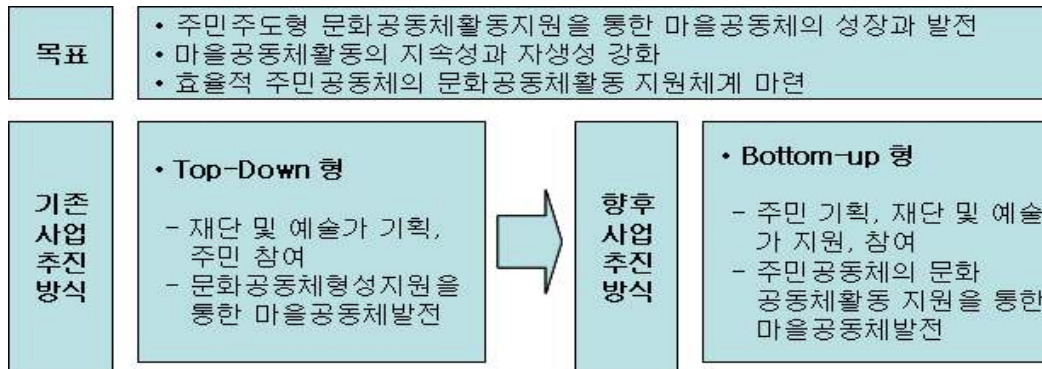 목표
• 주민주도형 문화공동체활동지원을 통한 마을공동체의 성장과 발전
• 마을공동체활동의 지속성과 자생성 강화
• 효율적 주민공동체의 문화공동체활동 지원체계 마련
기존
사업
추진
방식
• Top-Down 형
- 재단 및 예술가 기획,
주민 참여
- 문화공동체형성지원을
통한 마을공동체발전
향후
사업
추진
방식
• Bottom-up 형
- 주민 기획, 재단 및 예술
가 지원, 참여
- 주민공동체의 문화
공동체활동 지원을 통한
마을공동체발전